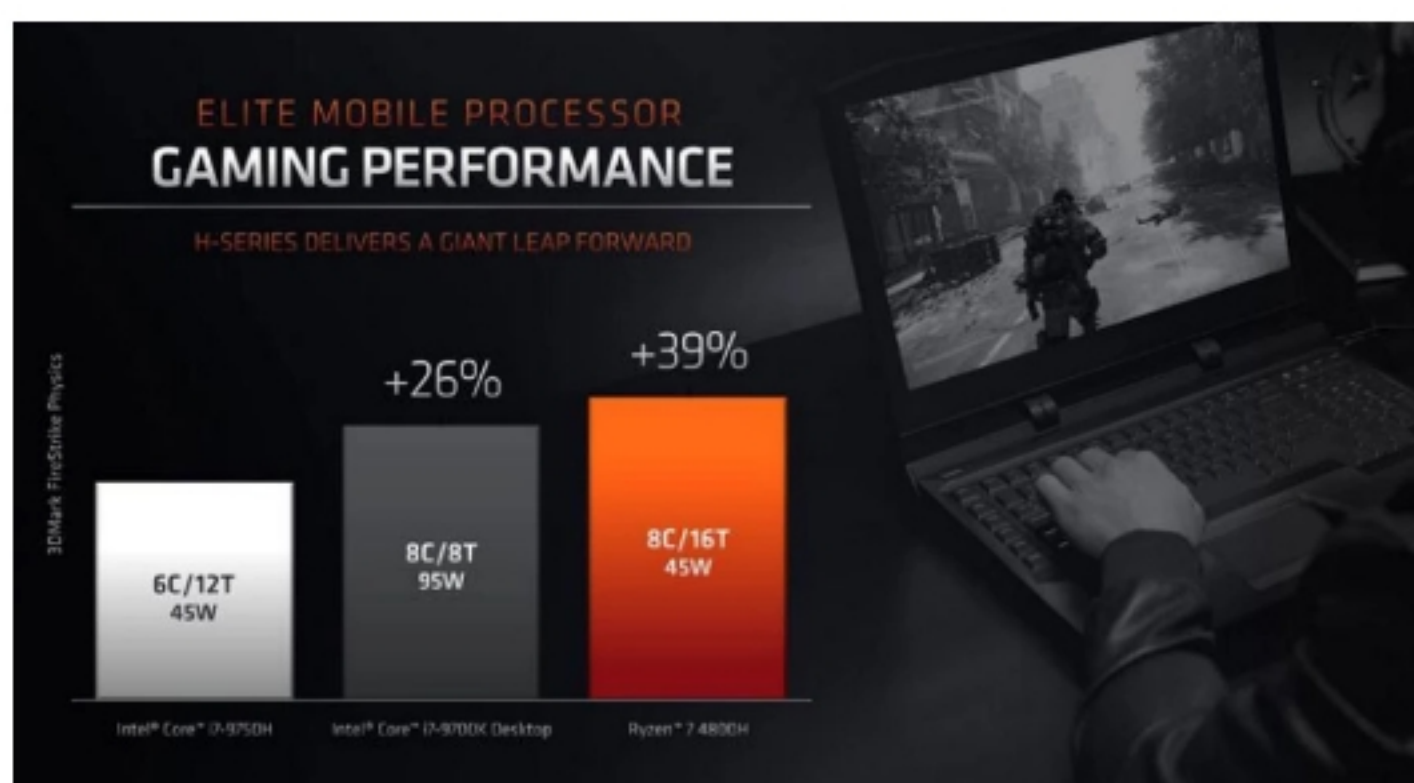 ELITE MOBILE PROCESSOR
GAMING PERFORMANCE
H-SERIES DELIVERS A GIANT LEAP FORWARD
3DMark FireStrike Physics
+26%
+39%
6C/12T
45W
8C/8T
95W
8C/16T
45W
Intel® Core™ i7-9750H
Intel® Core™ i7-9700K Desktop
Ryzen™ 7 4800H